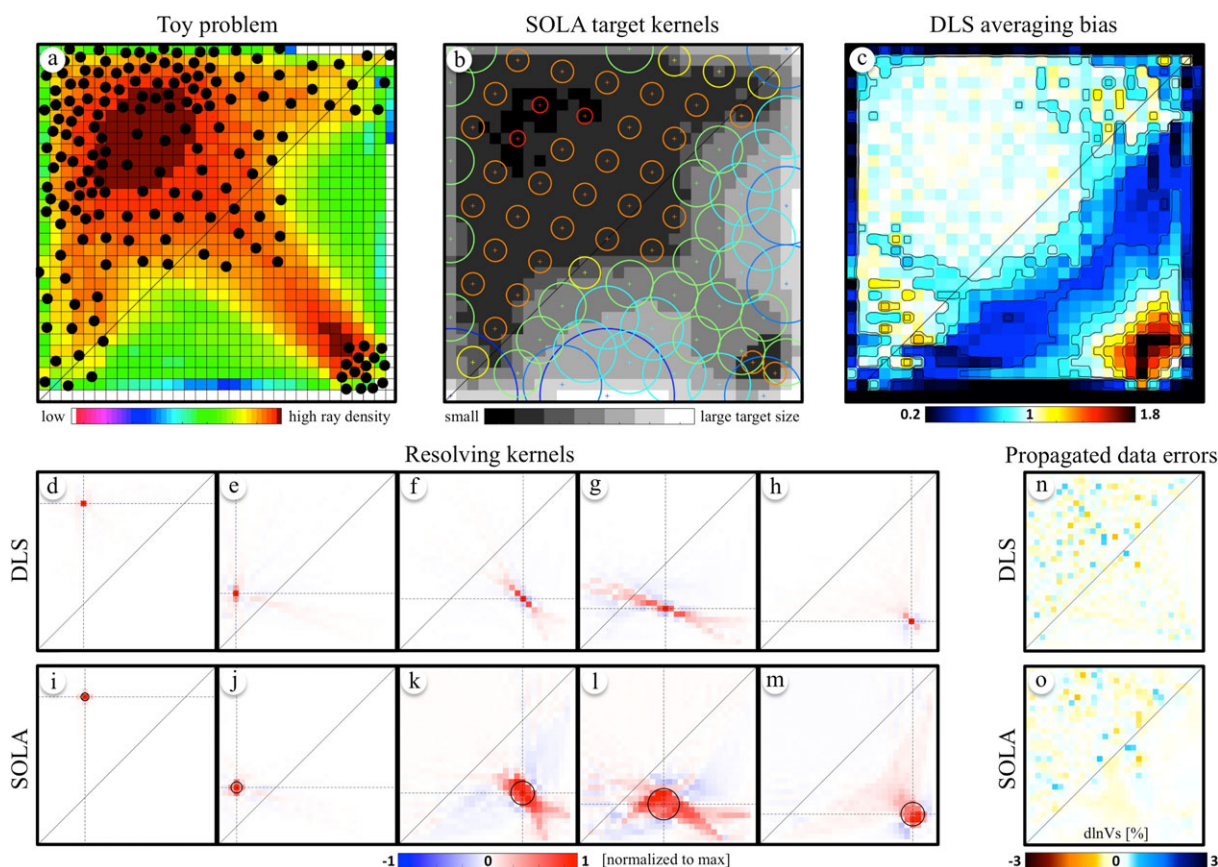 Toy problem
SOLA target kernels
DLS averaging bias
a
b
c
low
high ray density
small
large target size
0.2
1
1.8
Resolving kernels
Propagated data errors
DLS
d
e
f
g
h
DLS
n
SOLA
i
j
k
l
m
SOLA
o
dlnVs [%]
-1
0
1
[normalized to max]
-3
0
3